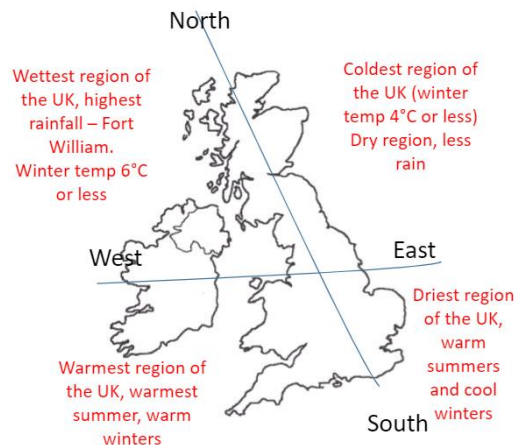 North
Wettest region of
the UK, highest
rainfall – Fort
William.
Winter temp 6°C
or less
Coldest region of
the UK (winter
temp 4°C or less)
Dry region, less
rain
West
East
Warmest region of
the UK, warmest
summer, warm
winters
Driest region
of the UK,
warm
summers
and cool
winters
South